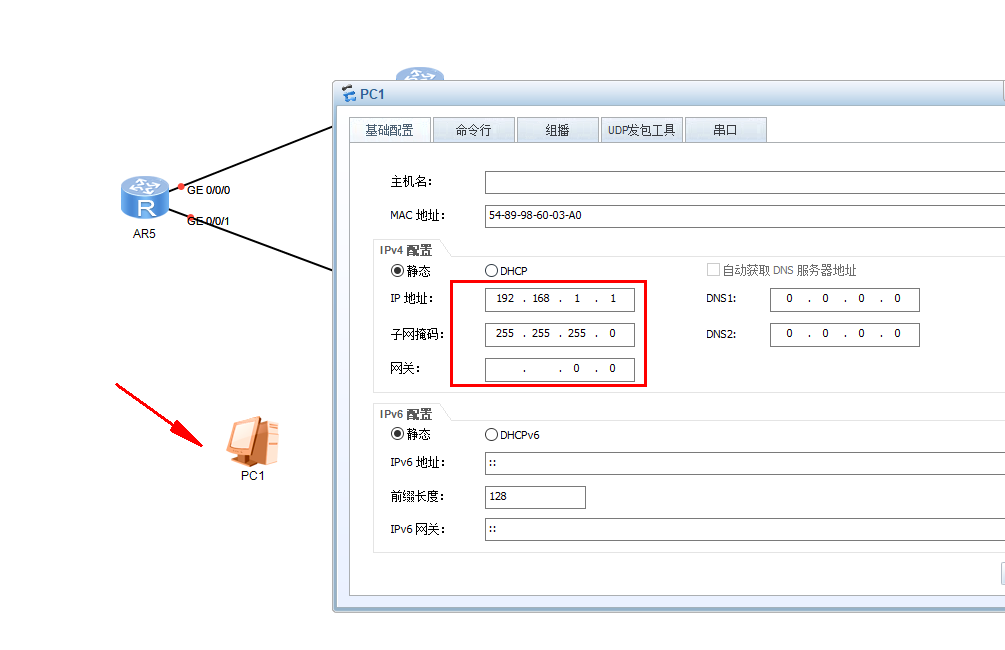 PC1
基础配置 命令行 组播 UDP发包工具 串口
主机名:
MAC 地址: 54-89-98-60-03-A0
IPv4 配置
静态 DHCP 自动获取 DNS 服务器地址
IP 地址: 192 . 168 . 1 . 1 DNS1: 0 . 0 . 0 . 0
子网掩码: 255 . 255 . 255 . 0 DNS2: 0 . 0 . 0 . 0
网关: . . 0 . 0
IPv6 配置
静态 DHCPv6
IPv6 地址: ::
前缀长度: 128
IPv6 网关: ::
R
GE 0/0/0
GE 0/0/1
AR5
PC1